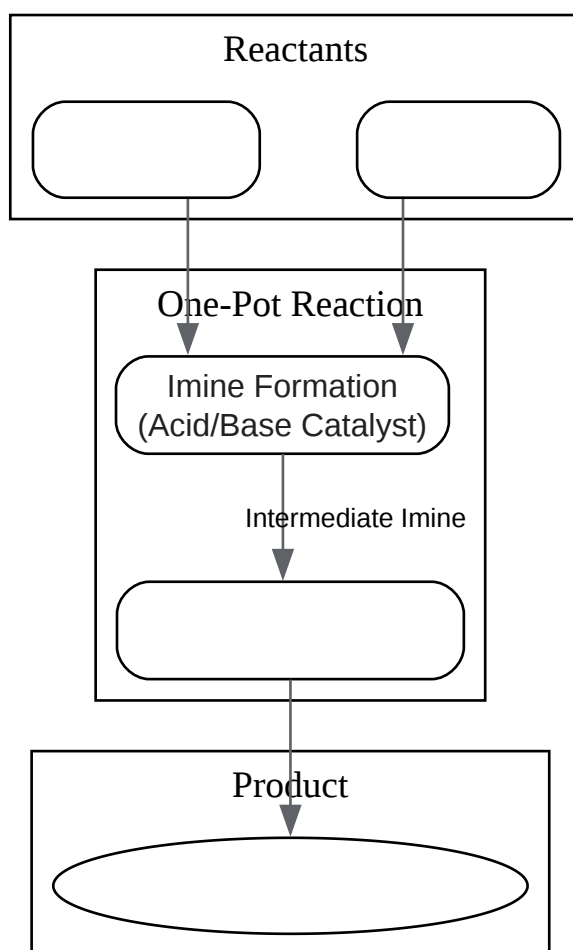 Reactants
One-Pot Reaction
Imine Formation
(Acid/Base Catalyst)
Intermediate Imine
Product